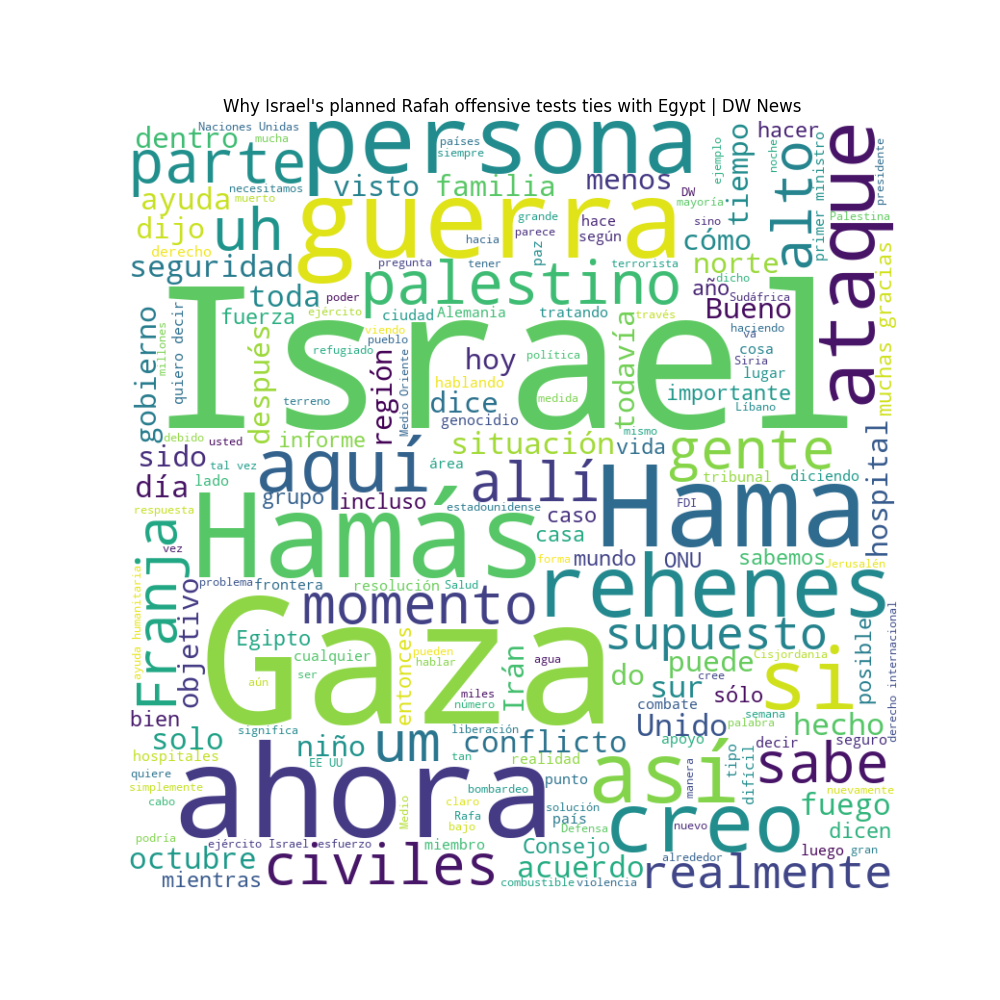 Why Israel's planned Rafah offensive tests ties with Egypt | DW News
dentro
Naciones Unidas
mucha
persona
países
siempre
hacer
parte
necesitamos
visto
familia
menos
DW
mayoría
ejemplo
tiempo
noche
alto
primer ministro
ataque
presidente
Palestina
ayuda
muerto
dijo
derecho
uh
guerra
grande
parece
hacia
paz
hace
según
sino
cómo
seguridad
pregunta
tener
terrorista
norte
dicho
muchas gracias
toda
poder
palestino
año
Bueno
Sudáfrica
gobierno
millones
quiero decir
fuerza
ejército
ciudad
Alemania
tratando
través
todavía
haciendo
va
después
Israel
viendo
pueblo
refugiado
región
Medio Oriente
hoy
política
cosa
Siria
lugar
hablando
terreno
dice
medida
importante
Líbano
genocidio
debido
usted
informe
situación
mismo
vida
gente
hospital
sido
tal vez
lado
aquí
área
allí
tribunal
diciendo
día
grupo
incluso
estadounidense
caso
Hama
FDI
respuesta
Hamás
casa
vez
forma
mundo
ONU
sabemos
Jerusalén
Franja
ayuda humanitaria
objetivo
problema
frontera
resolución
Salud
rehenes
momento
supuesto
posible
derecho internacional
Egipto
cualquier
entonces
pueden
hablar
Irán
agua
do
puede
Cisjordania
si
Gaza
aún
ser
miles
número
sur
cree
sólo
combate
semana
bien
significa
liberación
Unido
palabra
hecho
solo
hospitales
niño
EE UU
um
conflicto
tan
realidad
apoyo
tipo
difícil
decir
seguro
quiere
simplemente
cabo
ahora
bombardeo
punto
así
manera
sabe
nuevamente
Medio
claro
bajo
Rafa
solución
país
Defensa
creo
nuevo
fuego
podría
ejército Israel
esfuerzo
miembro
Consejo
dicen
octubre
mientras
civiles
acuerdo
combustible
violencia
alrededor
realmente
luego
gran